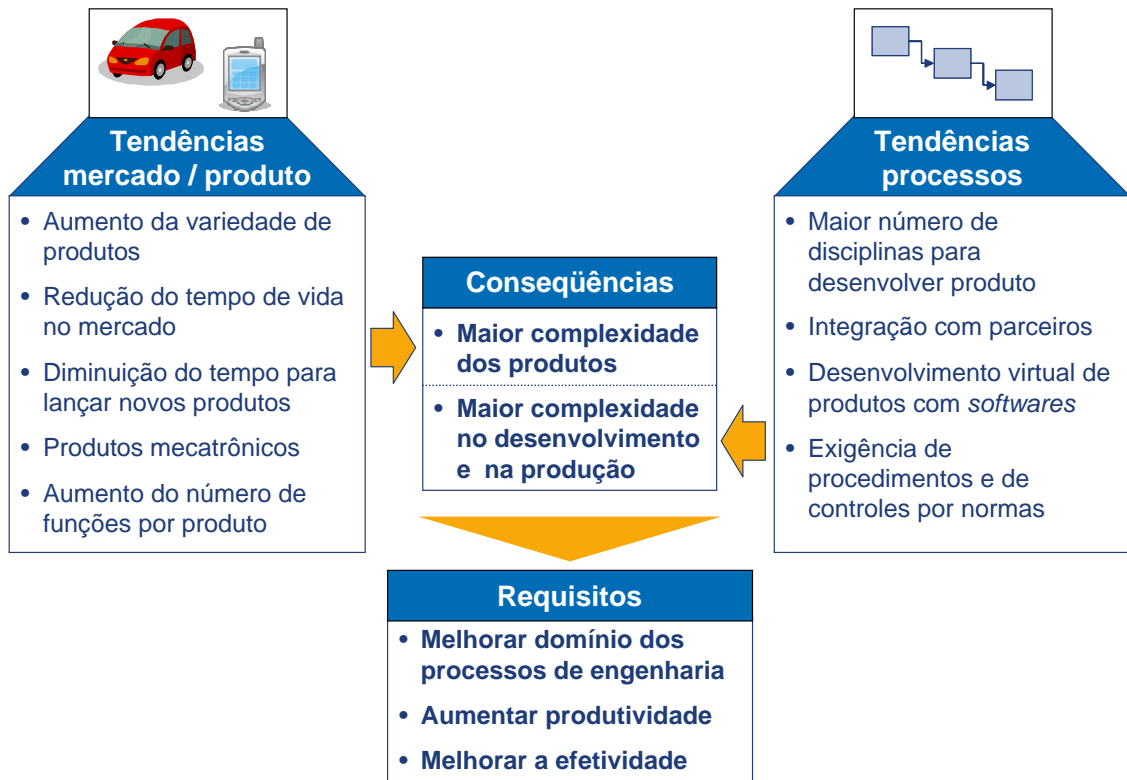 Tendências
mercado / produto
• Aumento da variedade de
produtos
• Redução do tempo de vida
no mercado
• Diminuição do tempo para
lançar novos produtos
• Produtos mecatrônicos
• Aumento do número de
funções por produto
Conseqüências
• Maior complexidade
dos produtos
• Maior complexidade
no desenvolvimento
e na produção
Tendências
processos
• Maior número de
disciplinas para
desenvolver produto
• Integração com parceiros
• Desenvolvimento virtual de
produtos com softwares
• Exigência de
procedimentos e de
controles por normas
Requisitos
• Melhorar domínio dos
processos de engenharia
• Aumentar produtividade
• Melhorar a efetividade